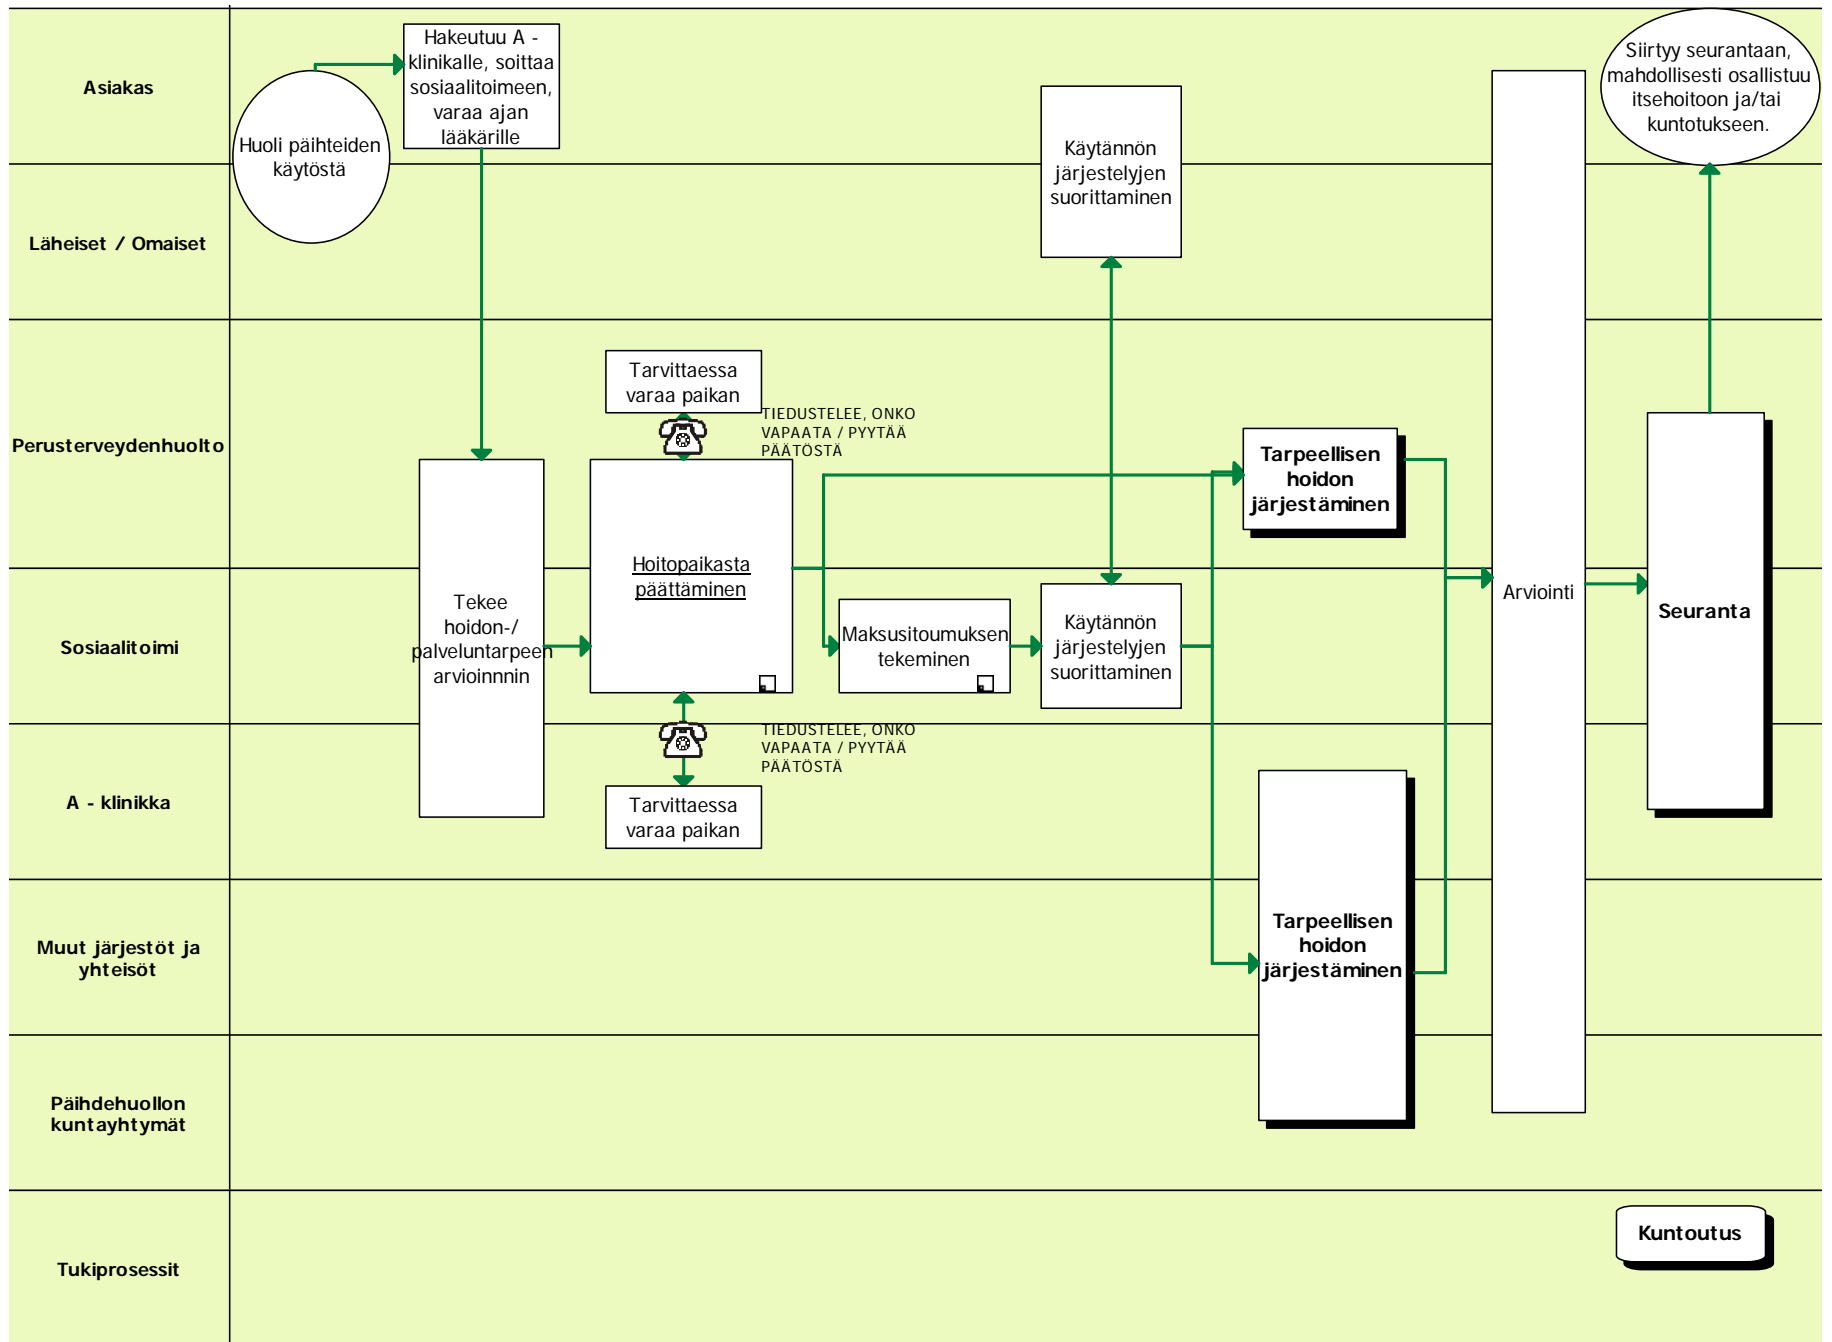 Asiakas
Huoli päihteiden
käytöstä
Hakeutuu A -
klinikalle, soittaa
sosiaalitoimeen,
varaa ajan
lääkärille
Käytännön
järjestelyjen
suorittaminen
Siirtyy seurantaan,
mahdollisesti osallistuu
itsehoitoon ja/tai
kuntotukseen.
Läheiset / Omaiset
Perusterveydenhuolto
Tarvittaessa
varaa paikan
TIEDUSTELEE, ONKO
VAPAATA / PYYTÄÄ
PÄÄTÖSTÄ
Tarpeellisen
hoidon
järjestäminen
Sosiaalitoimi
Tekee
hoidon-/
palveluntarpeen
arvioinnnin
Hoitopaikasta
päättäminen
Maksusitoumuksen
tekeminen
Käytännön
järjestelyjen
suorittaminen
Arviointi
Seuranta
A - klinikka
TIEDUSTELEE, ONKO
VAPAATA / PYYTÄÄ
PÄÄTÖSTÄ
Tarvittaessa
varaa paikan
Muut järjestöt ja
yhteisöt
Tarpeellisen
hoidon
järjestäminen
Päihdehuollon
kuntayhtymät
Tukiprosessit
Kuntoutus